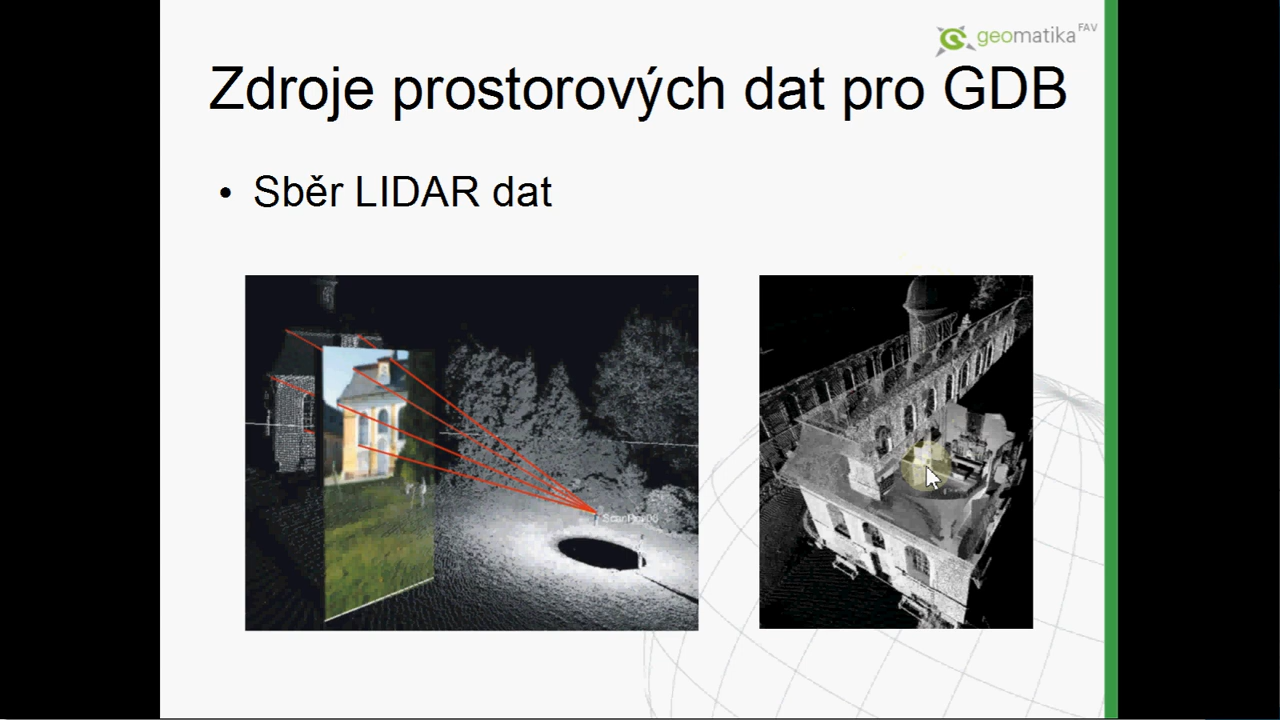 geomatika FAV
Zdroje prostorových dat pro GDB
• Sběr LIDAR dat